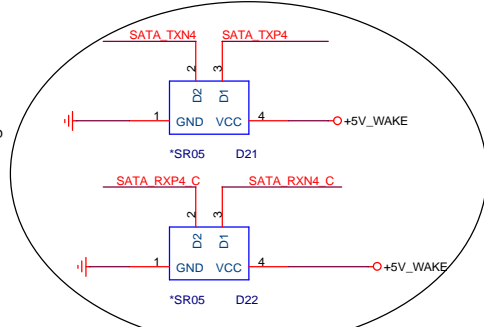 SATA_TXN4 SATA_TXP4
2 3
D2 D1
1 GND VCC 4 +5V_WAKE
*SR05 D21
SATA_RXP4_C SATA_RXN4_C
2 3
D2 D1
1 GND VCC 4 +5V_WAKE
*SR05 D22